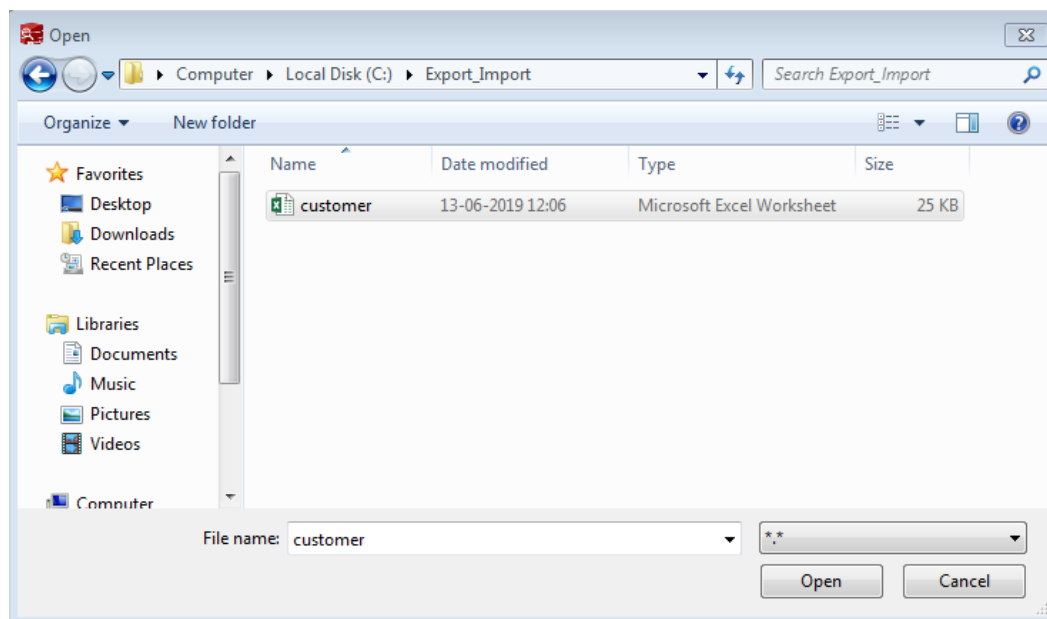 Open
Computer Local Disk (C:) Export_Import Search Export_Import
Organize New folder
Name Date modified Type Size
customer 13-06-2019 12:06 Microsoft Excel Worksheet 25 KB
Favorites
Desktop
Downloads
Recent Places
Libraries
Documents
Music
Pictures
Videos
Computer
File name: customer *.*
Open Cancel